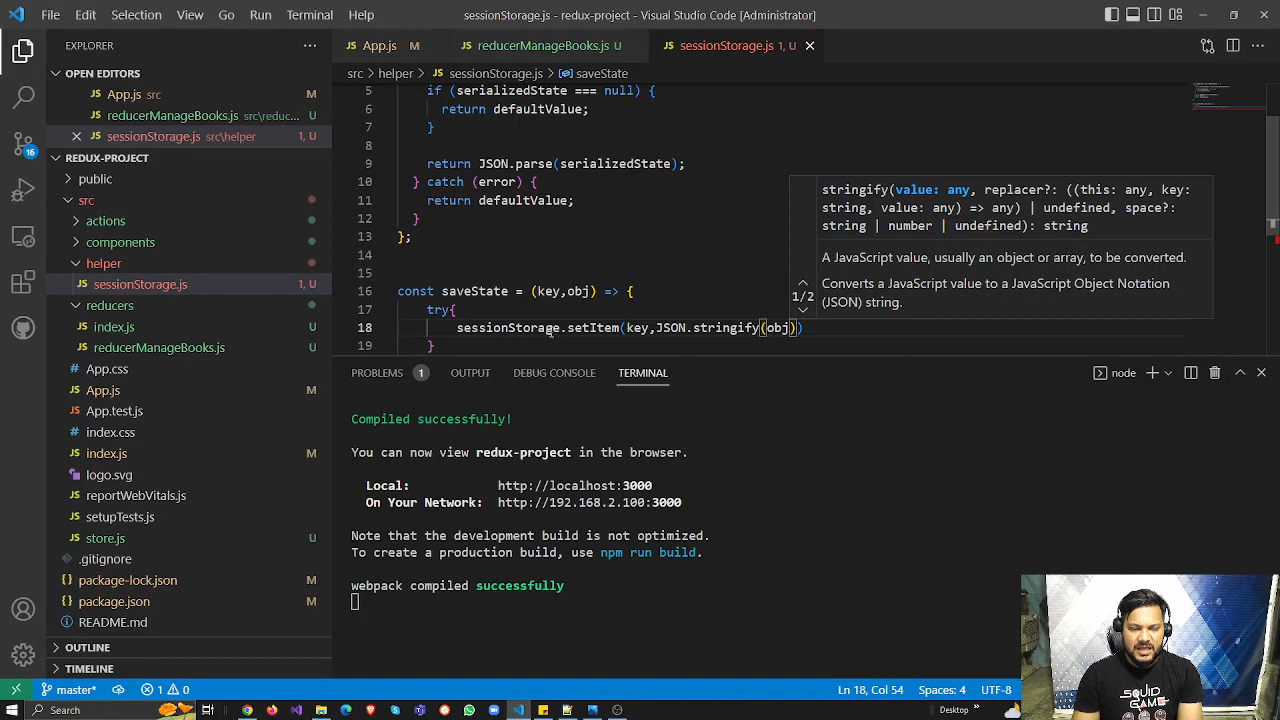 File Edit Selection View Go Run Terminal Help sessionStorage.js - redux-project - Visual Studio Code [Administrator]
EXPLORER
App.js M reducerManageBooks.js U sessionStorage.js 1, U
src > helper > sessionStorage.js > saveState
OPEN EDITORS
App.js src M
reducerManageBooks.js src\reduc... U
sessionStorage.js src\helper 1, U
REDUX-PROJECT
public
src
actions
components
helper
sessionStorage.js 1, U
reducers
index.js U
reducerManageBooks.js U
App.css
App.js M
App.test.js
index.css
index.js M
logo.svg
reportWebVitals.js
setupTests.js
store.js U
.gitignore
package-lock.json M
package.json M
README.md
OUTLINE
TIMELINE
5 if (serializedState === null) {
6 return defaultValue;
7 }
8
9 return JSON.parse(serializedState);
10 } catch (error) {
11 return defaultValue;
12 }
13 };
14
15
16 const saveState = (key,obj) => {
17 try{
18 sessionStorage.setItem(key,JSON.stringify(obj))
19 }
stringify(value: any, replacer?: ((this: any, key:
string, value: any) => any) | undefined, space?:
string | number | undefined): string
A JavaScript value, usually an object or array, to be converted.
Converts a JavaScript value to a JavaScript Object Notation
(JSON) string.
1/2
PROBLEMS 1 OUTPUT DEBUG CONSOLE TERMINAL node
Compiled successfully!
You can now view redux-project in the browser.
Local: http://localhost:3000
On Your Network: http://192.168.2.100:3000
Note that the development build is not optimized.
To create a production build, use npm run build.
webpack compiled successfully
SQUID
16
master* 1 0 Ln 18, Col 54 Spaces: 4 UTF-8
Search Desktop